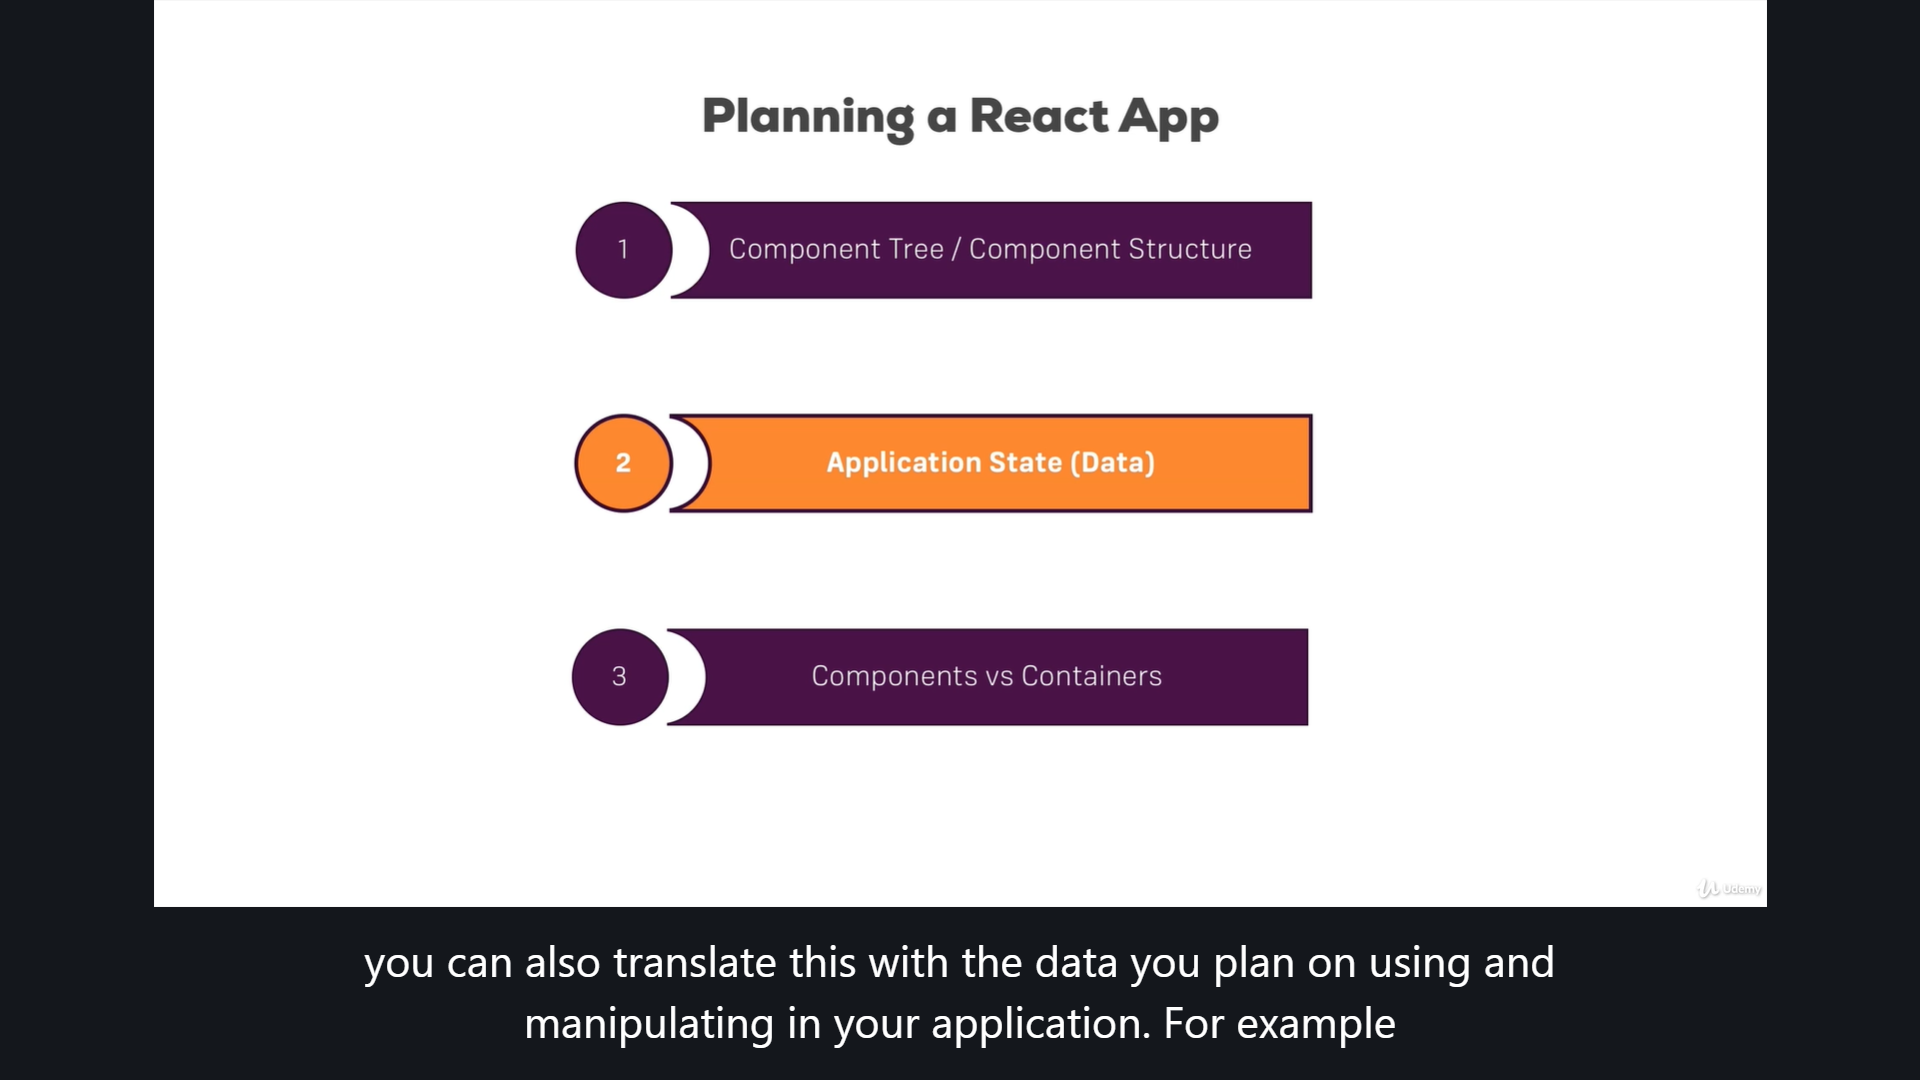 Planning a React App
1
Component Tree / Component Structure
2
Application State (Data)
3
Components vs Containers
Udemy
you can also translate this with the data you plan on using and
manipulating in your application. For example